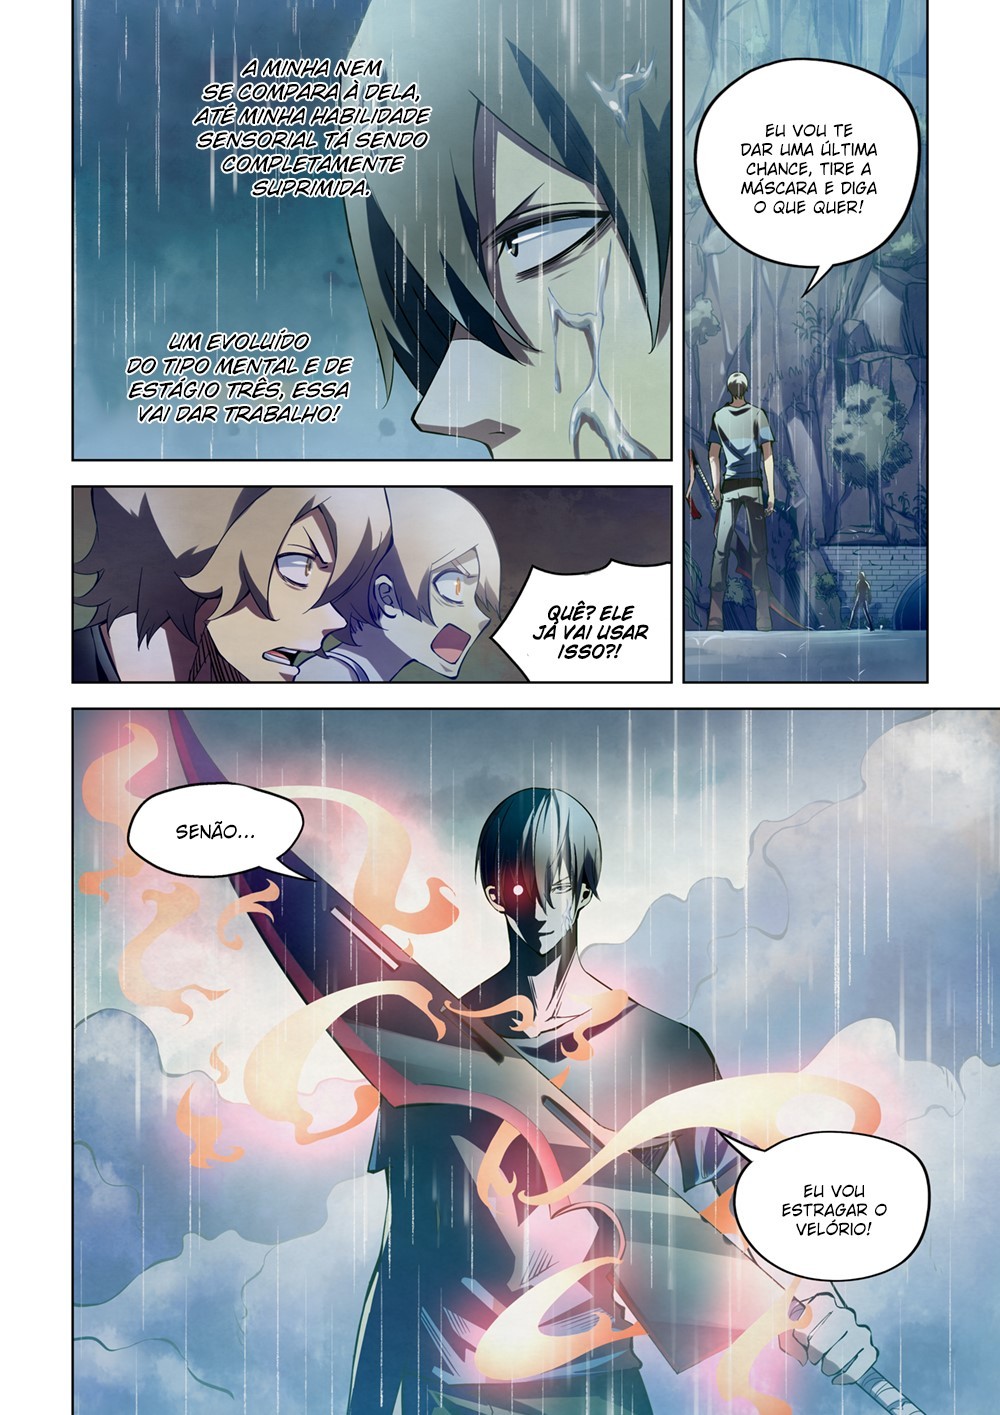 A MINHA NEM
SE COMPARA À DELA,
ATÉ MINHA HABILIDADE
SENSORIAL TÁ SENDO
COMPLETAMENTE
SUPRIMIDA.
UM EVOLUÍDO
DO TIPO MENTAL E DE
ESTÁGIO TRÊS, ESSA
VAI DAR TRABALHO!
EU VOU TE
DAR UMA ÚLTIMA
CHANCE, TIRE A
MÁSCARA E DIGA
O QUE QUER!
QUÊ? ELE
JÁ VAI USAR
ISSO?!
SENÃO...
EU VOU
ESTRAGAR O
VELÓRIO!